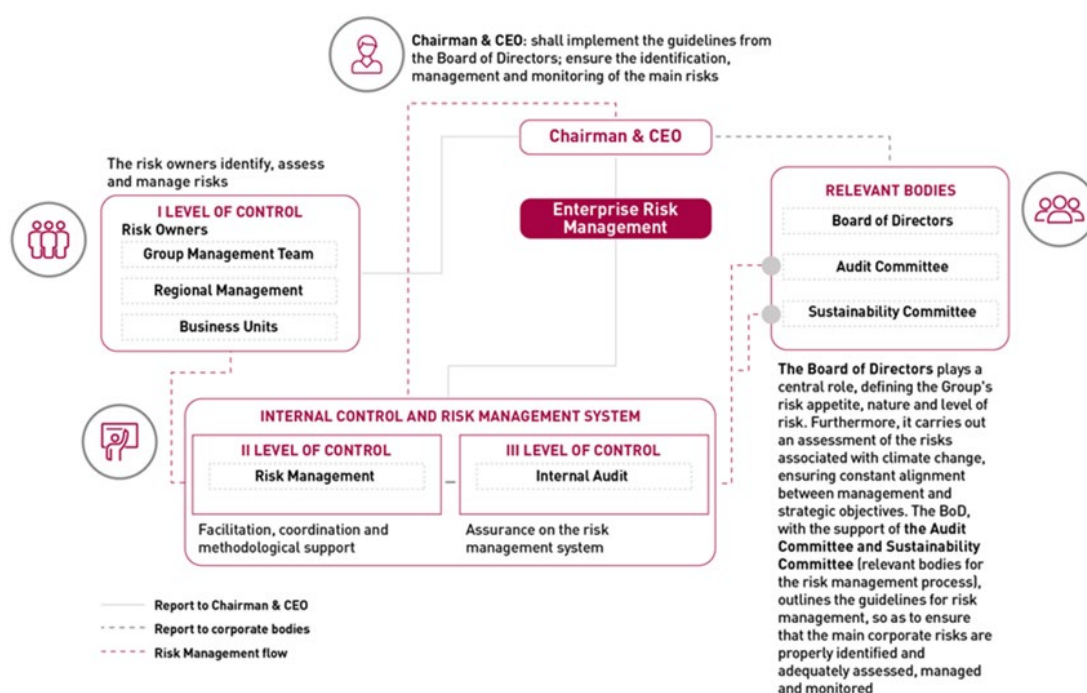 Chairman & CEO: shall implement the guidelines from
the Board of Directors; ensure the identification,
management and monitoring of the main risks
Chairman & CEO
The risk owners identify, assess
and manage risks
I LEVEL OF CONTROL
Risk Owners
Group Management Team
Regional Management
Business Units
Enterprise Risk
Management
RELEVANT BODIES
Board of Directors
Audit Committee
Sustainability Committee
INTERNAL CONTROL AND RISK MANAGEMENT SYSTEM
II LEVEL OF CONTROL
Risk Management
Facilitation, coordination and
methodological support
III LEVEL OF CONTROL
Internal Audit
Assurance on the risk
management system
The Board of Directors plays a
central role, defining the Group's
risk appetite, nature and level of
risk. Furthermore, it carries out
an assessment of the risks
associated with climate change,
ensuring constant alignment
between management and
strategic objectives. The BoD,
with the support of the Audit
Committee and Sustainability
Committee (relevant bodies for
the risk management process),
outlines the guidelines for risk
management, so as to ensure
that the main corporate risks are
properly identified and
adequately assessed, managed
and monitored
Report to Chairman & CEO
Report to corporate bodies
Risk Management flow